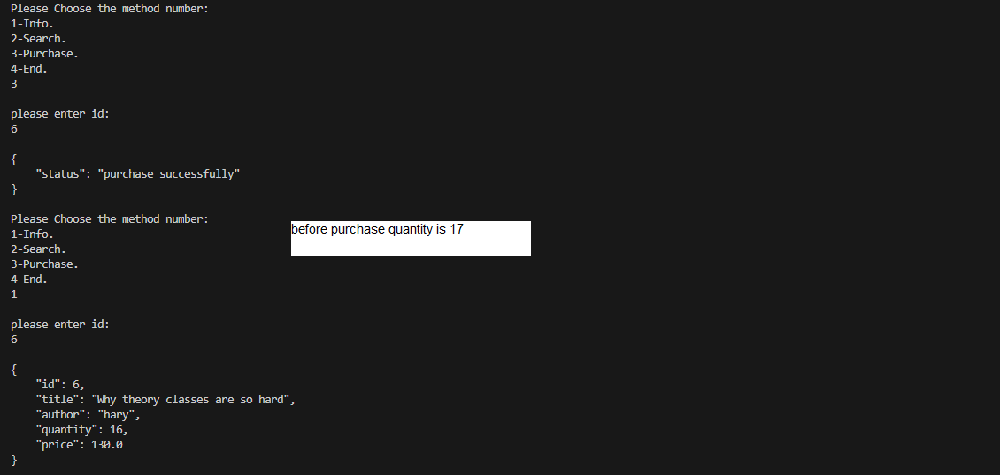 Please Choose the method number:
1-Info.
2-Search.
3-Purchase.
4-End.
3
please enter id:
6
{
    "status": "purchase successfully"
}
Please Choose the method number:
before purchase quantity is 17
1-Info.
2-Search.
3-Purchase.
4-End.
1
please enter id:
6
{
    "id": 6,
    "title": "Why theory classes are so hard",
    "author": "hary",
    "quantity": 16,
    "price": 130.0
}